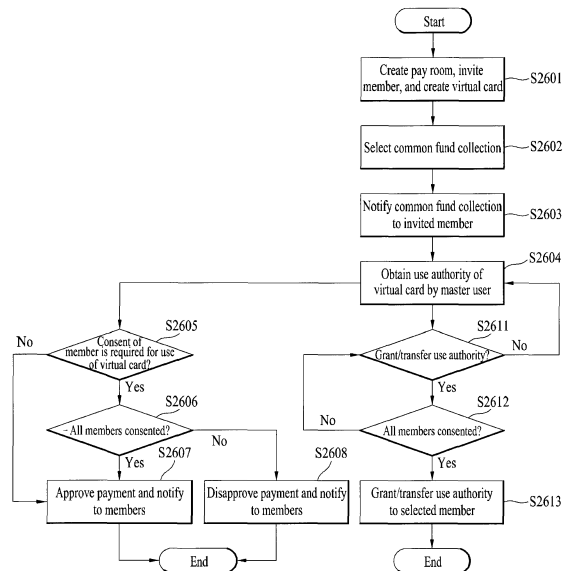 Start
Create pay room, invite
member, and create virtual card
S2601
Select common fund collection
S2602
Notify common fund collection
to invited member
S2603
S2604
Obtain use authority of
virtual card by master user
S2605
Consent of
member is required for use
of virtual card?
No
Yes
S2606
All members consented?
No
Yes
S2607
Approve payment and notify
to members
S2608
Disapprove payment and notify
to members
End
S2611
Grant/transfer use authority?
No
Yes
S2612
All members consented?
No
Yes
Grant/transfer use authority
to selected member
S2613
End